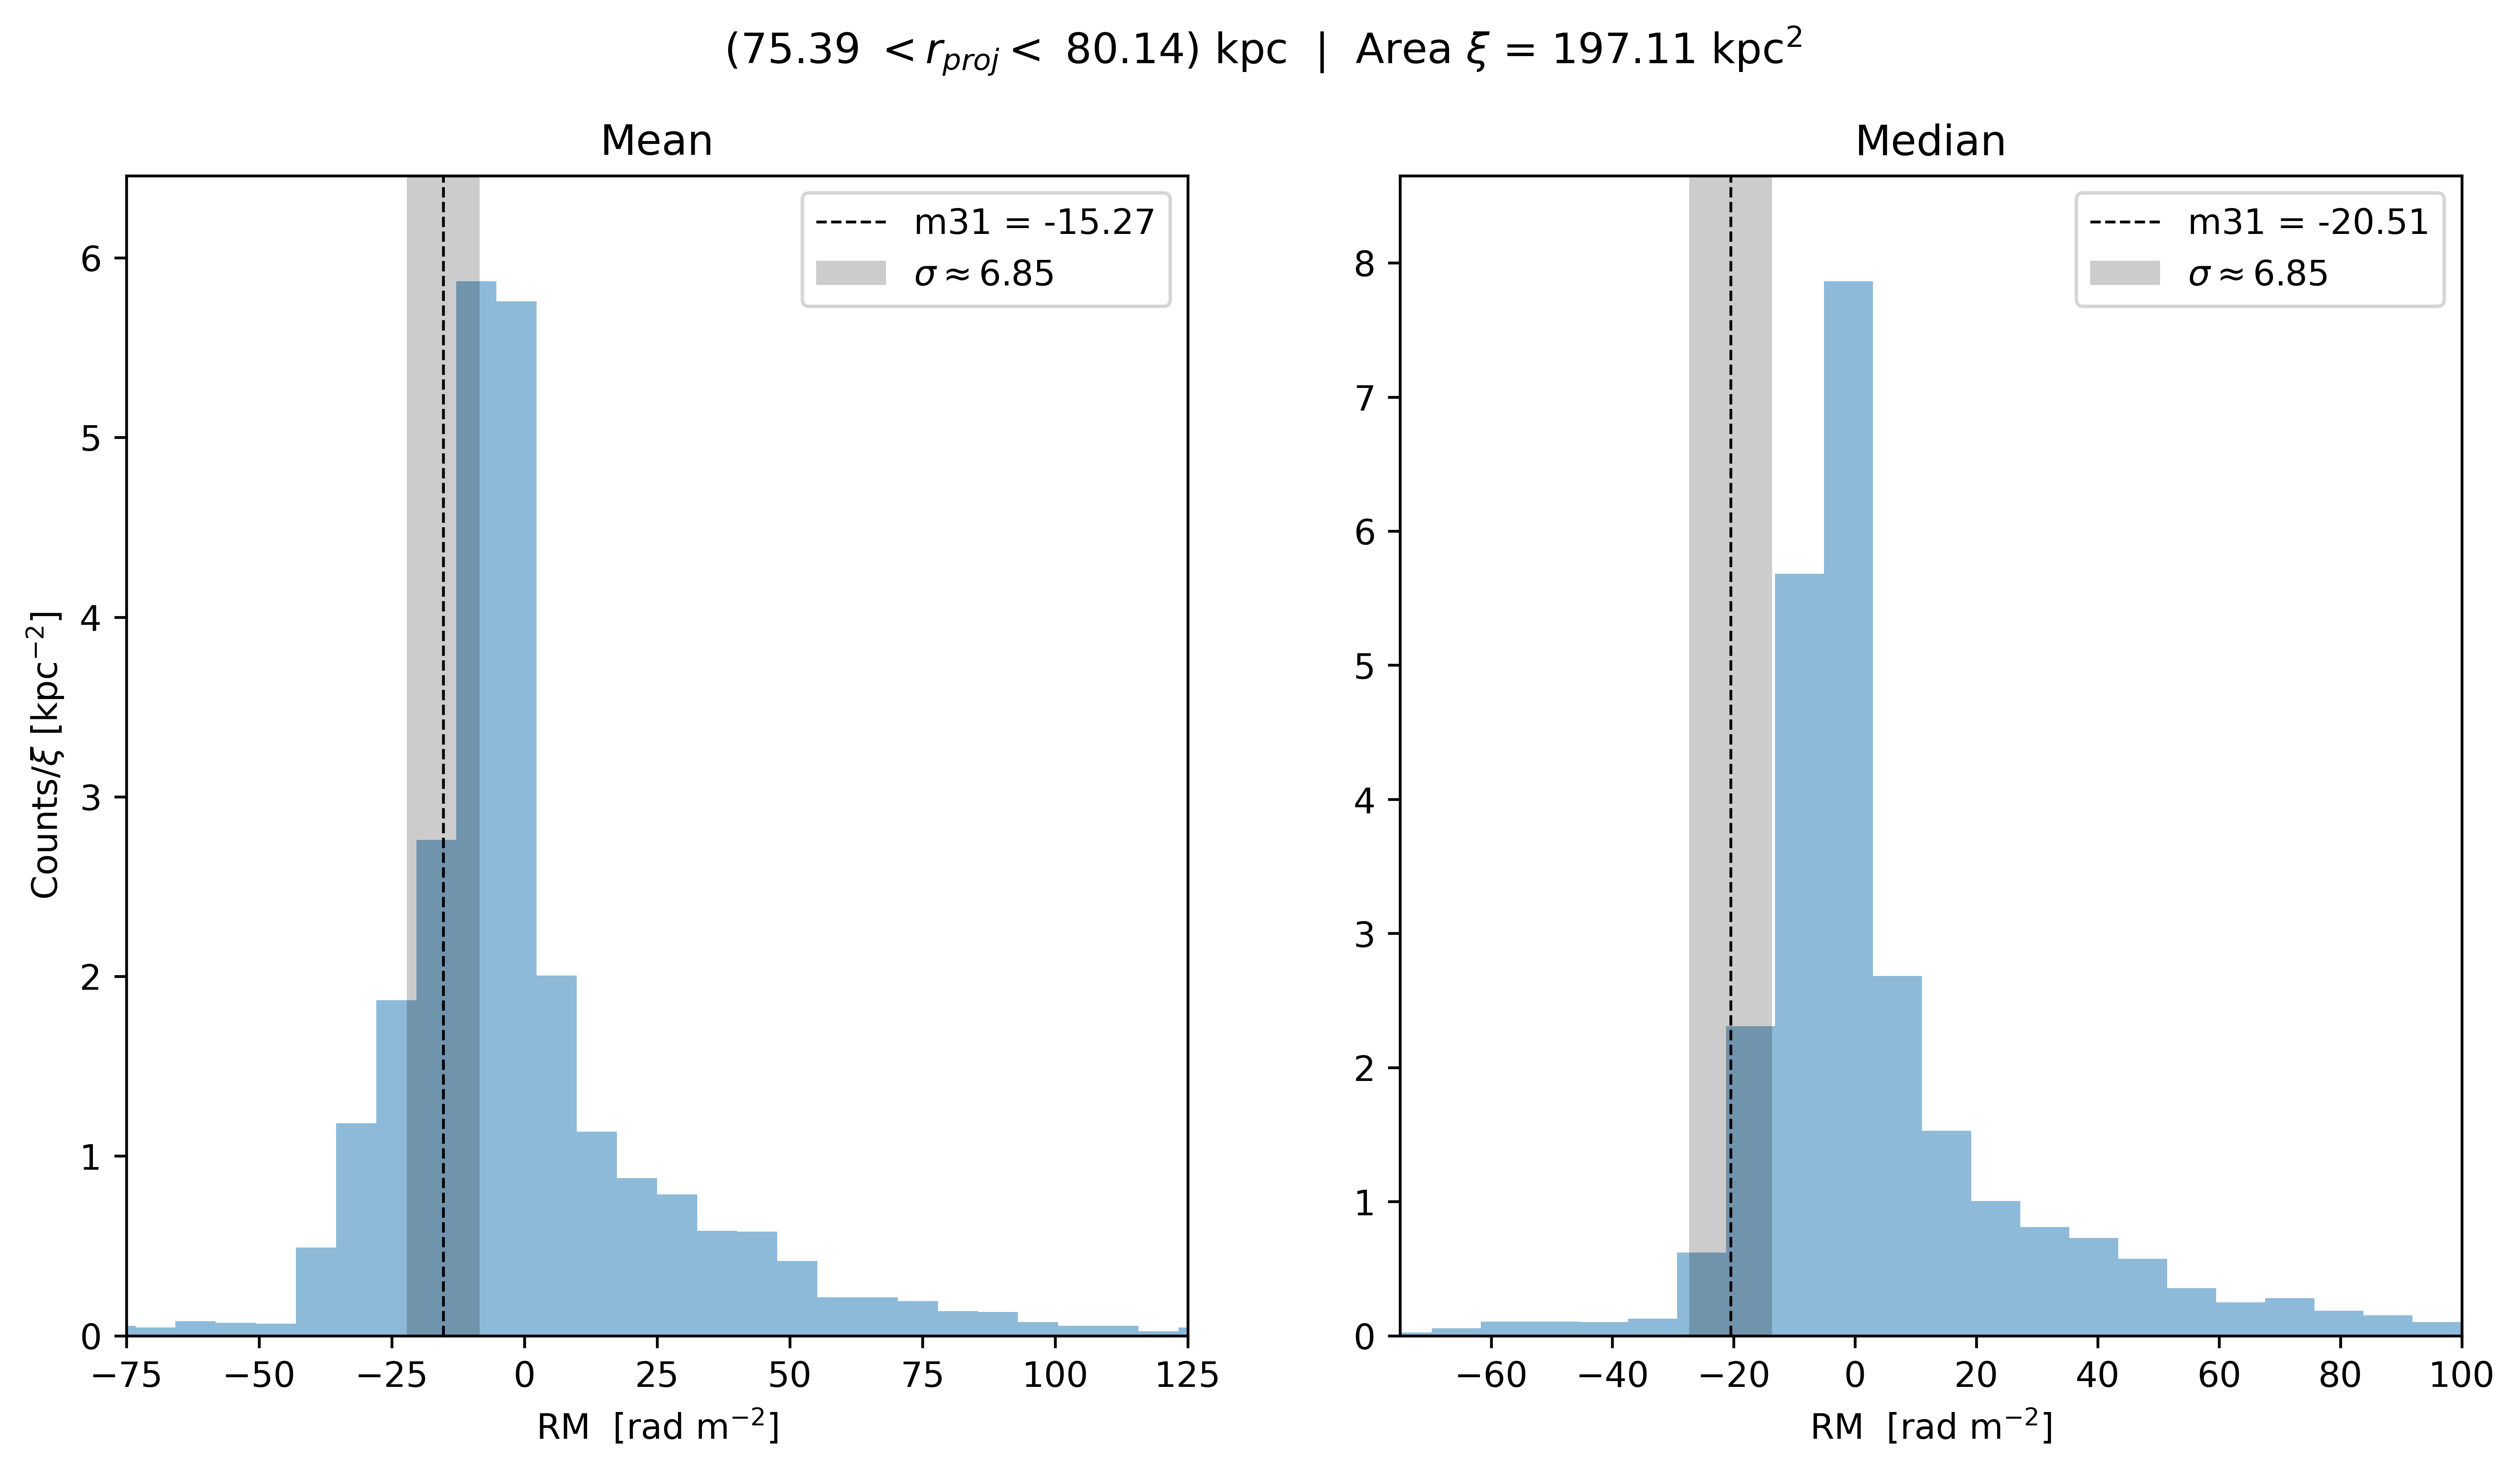 (75.39 < r_proj < 80.14) kpc | Area ξ = 197.11 kpc²
Mean
m31 = -15.27
σ ≈ 6.85
Counts/ξ [kpc⁻²]
6
5
4
3
2
1
0
−75 −50 −25 0 25 50 75 100 125
RM [rad m⁻²]
Median
m31 = -20.51
σ ≈ 6.85
8
7
6
5
4
3
2
1
0
−60 −40 −20 0 20 40 60 80 100
RM [rad m⁻²]